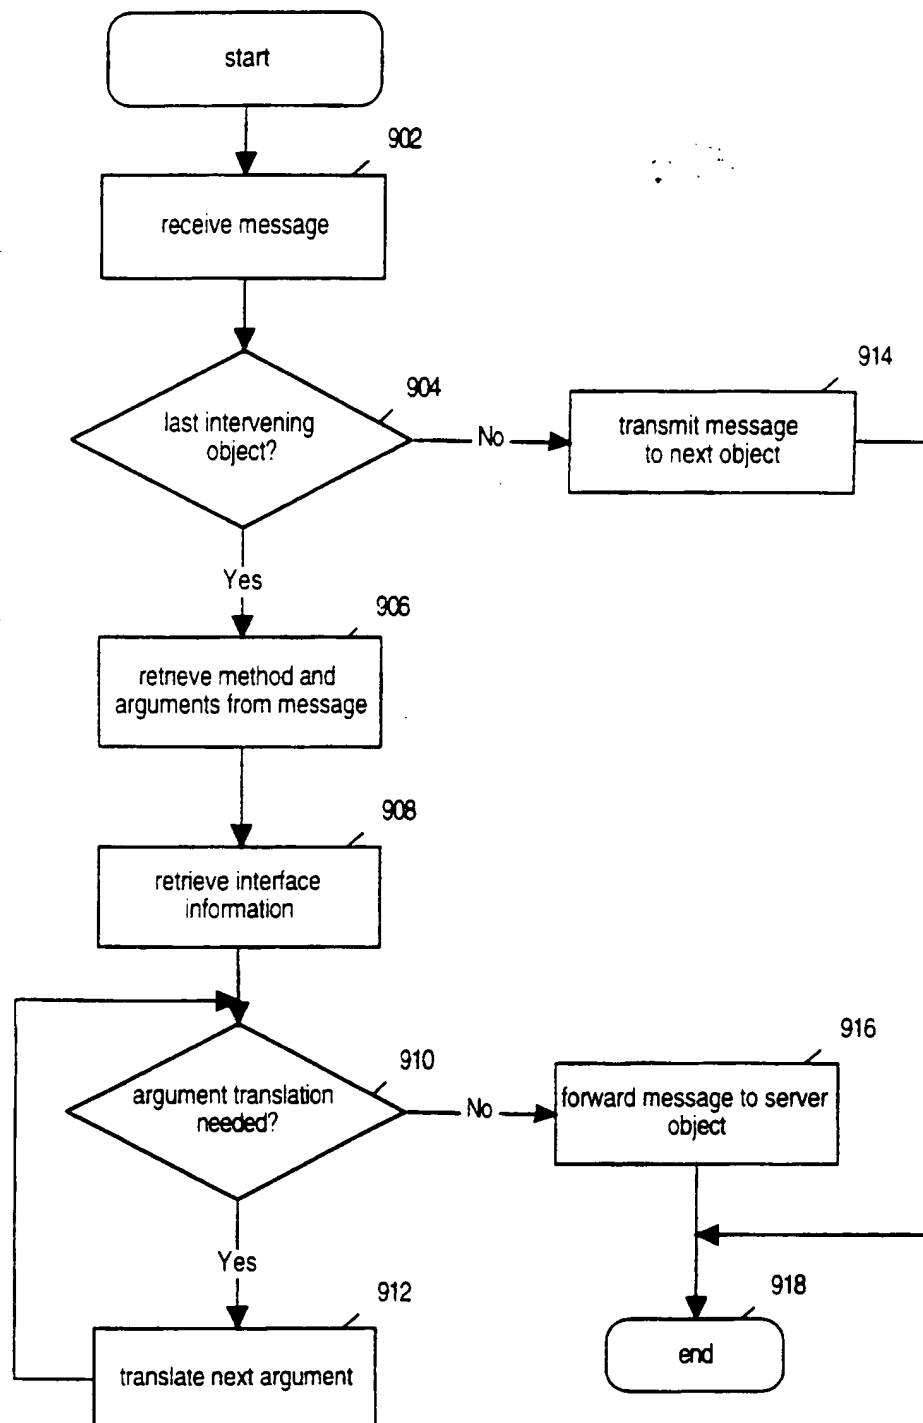 start
902
receive message
904
last intervening
object?
No
914
transmit message
to next object
Yes
906
retrieve method and
arguments from message
908
retrieve interface
information
910
argument translation
needed?
No
916
forward message to server
object
Yes
912
translate next argument
918
end